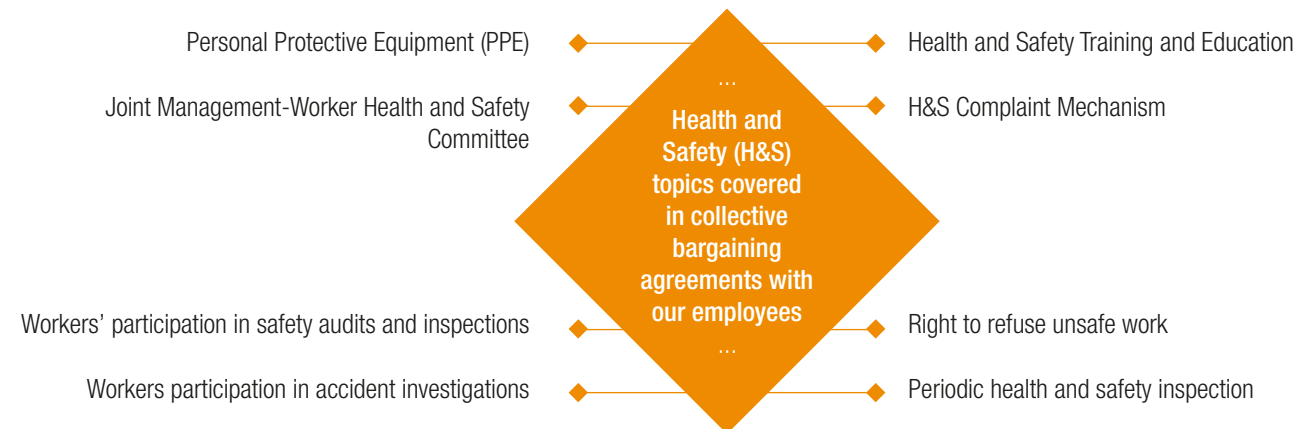 Personal Protective Equipment (PPE)
Joint Management-Worker Health and Safety
Committee
Workers’ participation in safety audits and inspections
Workers participation in accident investigations
...
Health and
Safety (H&S)
topics covered
in collective
bargaining
agreements with
our employees
...
Health and Safety Training and Education
H&S Complaint Mechanism
Right to refuse unsafe work
Periodic health and safety inspection